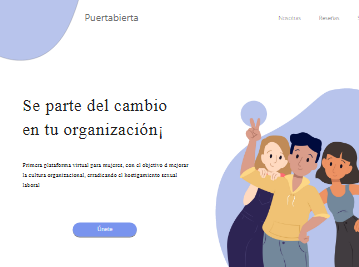 Puertabierta
Nosotros Reseñas
Se parte del cambio
en tu organización¡
Primera plataforma virtual para mujeres, con el objetivo d mejorar
la cultura organizacional, erradicando el hostigamiento sexual
laboral
Únete